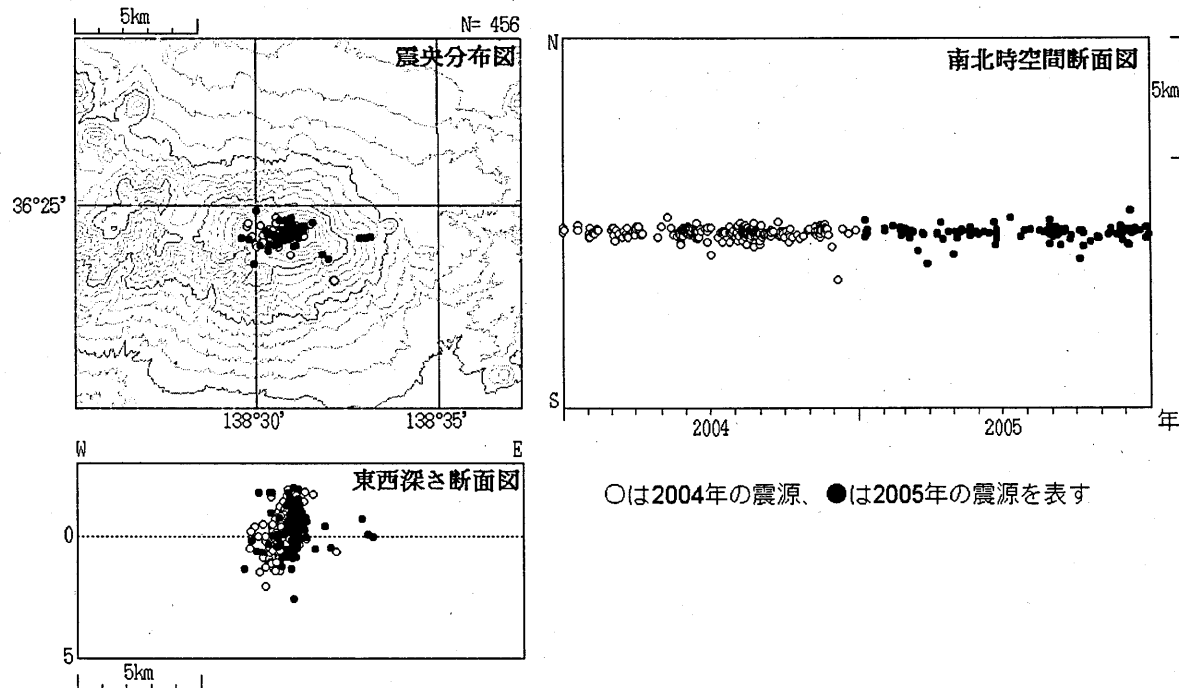 5km
N= 456
震央分布図
36°25'
138°30' 138°35'
N
南北時空間断面図
5km
S
2004 2005 年
W E
東西深さ断面図
0
5
5km
○は2004年の震源、●は2005年の震源を表す